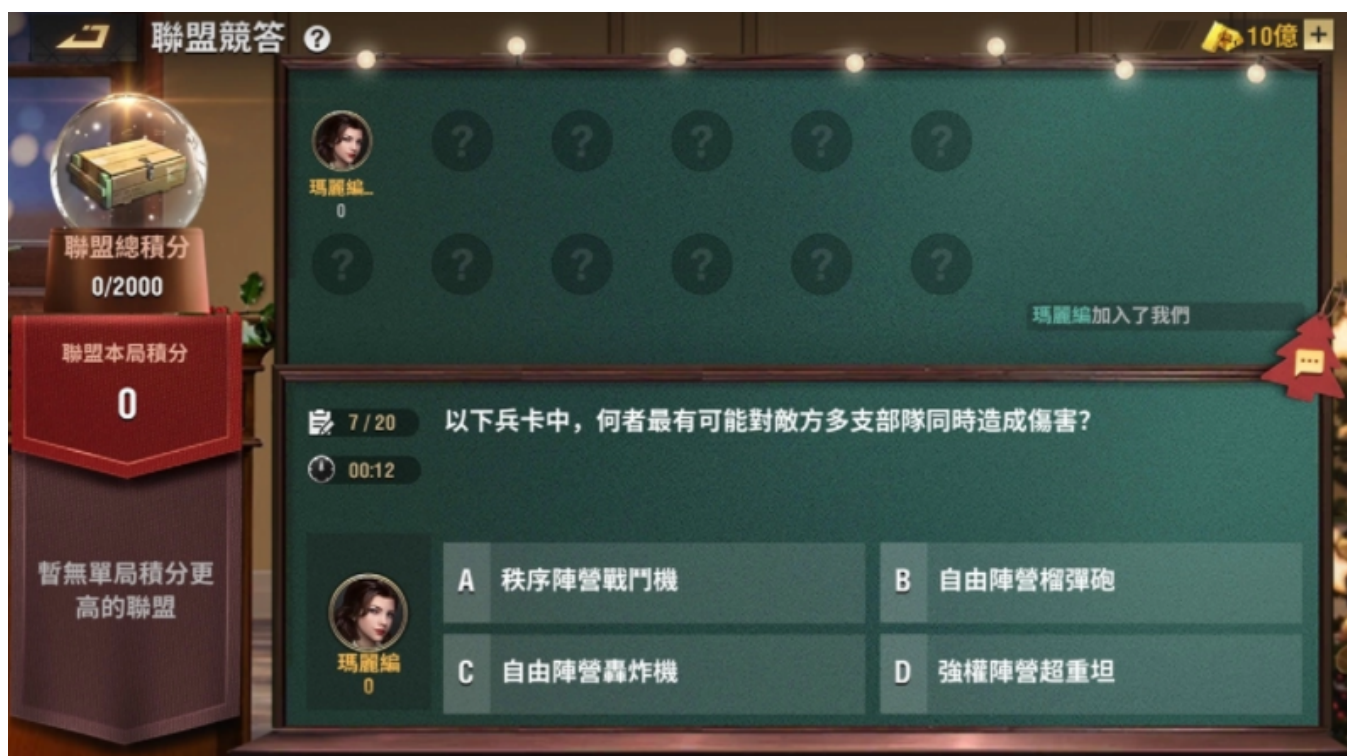 聯盟競答 ?
10億 +
聯盟總積分
0/2000
聯盟本局積分
0
暫無單局積分更
高的聯盟
瑪麗編...
0
? ? ? ? ?
? ? ? ? ? ?
瑪麗編加入了我們
7/20 以下兵卡中，何者最有可能對敵方多支部隊同時造成傷害?
00:12
瑪麗編
0
A 秩序陣營戰鬥機
B 自由陣營榴彈砲
C 自由陣營轟炸機
D 強權陣營超重坦